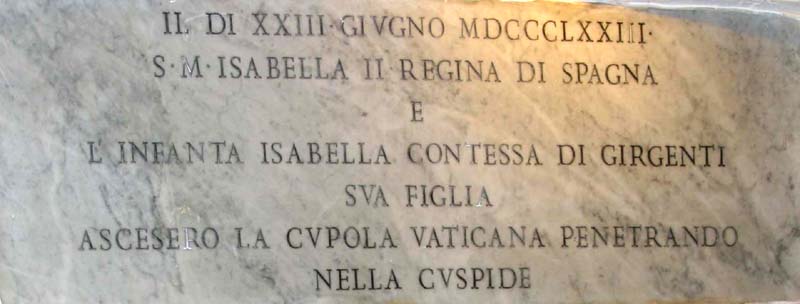 IL DI XXIII·GIVGNO MDCCCLXXIII·
S·M·ISABELLA II REGINA DI SPAGNA
E
L'INFANTA ISABELLA CONTESSA DI GIRGENTI
SVA FIGLIA
ASCESERO LA CVPOLA VATICANA PENETRANDO
NELLA CVSPIDE